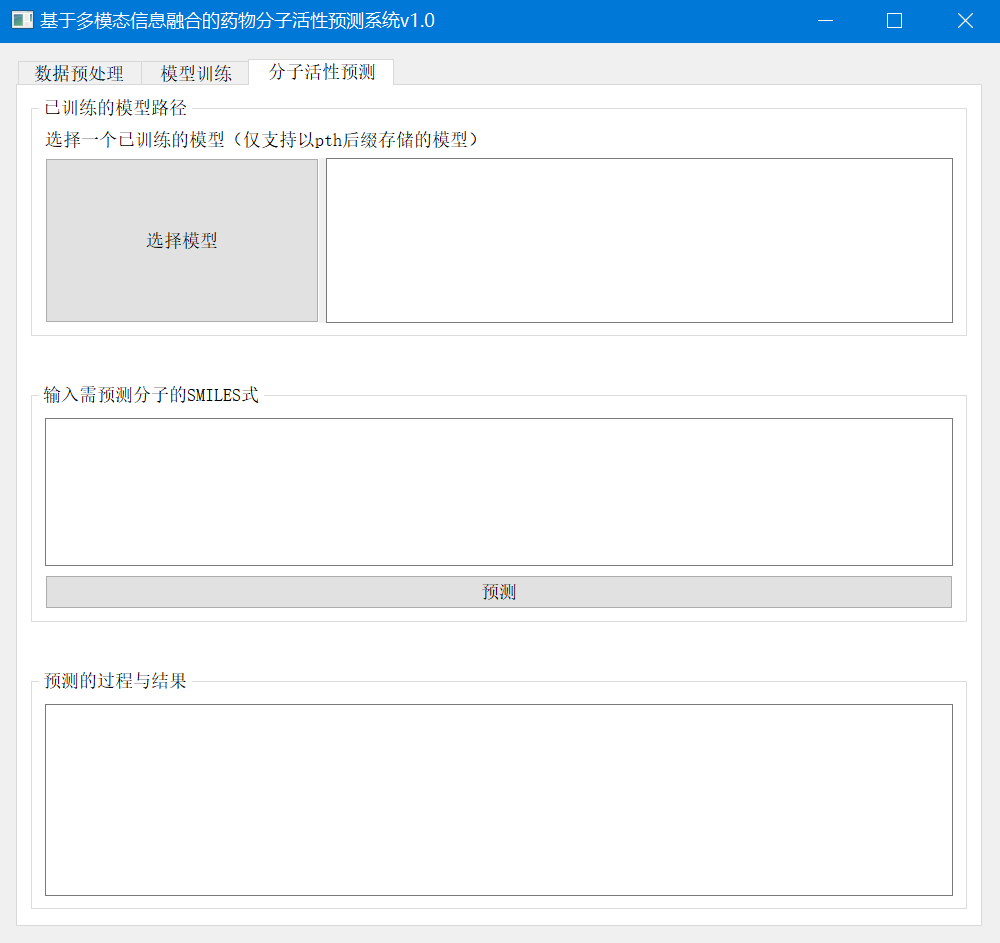 基于多模态信息融合的药物分子活性预测系统v1.0
数据预处理 模型训练 分子活性预测
已训练的模型路径
选择一个已训练的模型（仅支持以pth后缀存储的模型）
选择模型
输入需预测分子的SMILES式
预测
预测的过程与结果